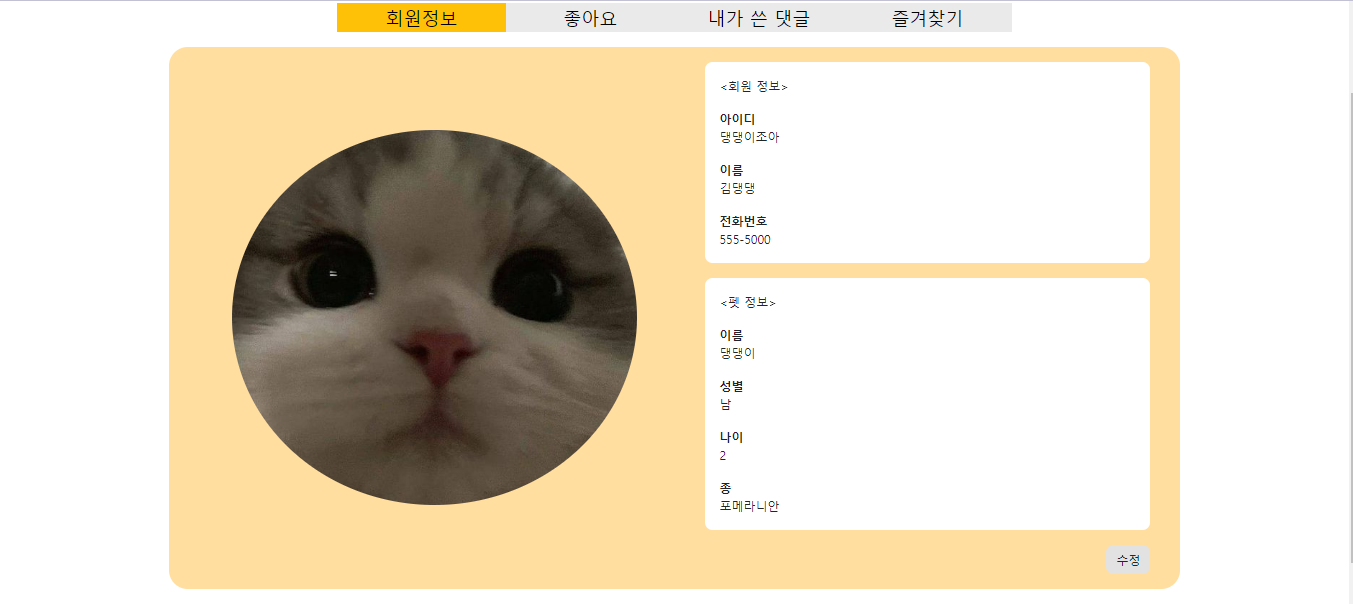 회원정보 좋아요 내가 쓴 댓글 즐겨찾기
<회원 정보>
아이디
댕댕이조아
이름
김댕댕
전화번호
555-5000
<펫 정보>
이름
댕댕이
성별
남
나이
2
종
포메라니안
수정